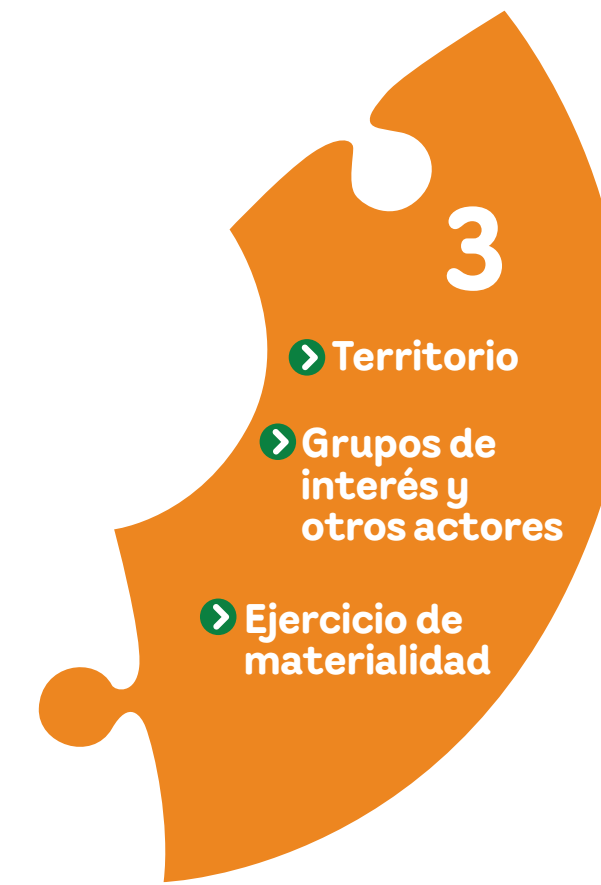 3
Territorio
Grupos de
interés y
otros actores
Ejercicio de
materialidad